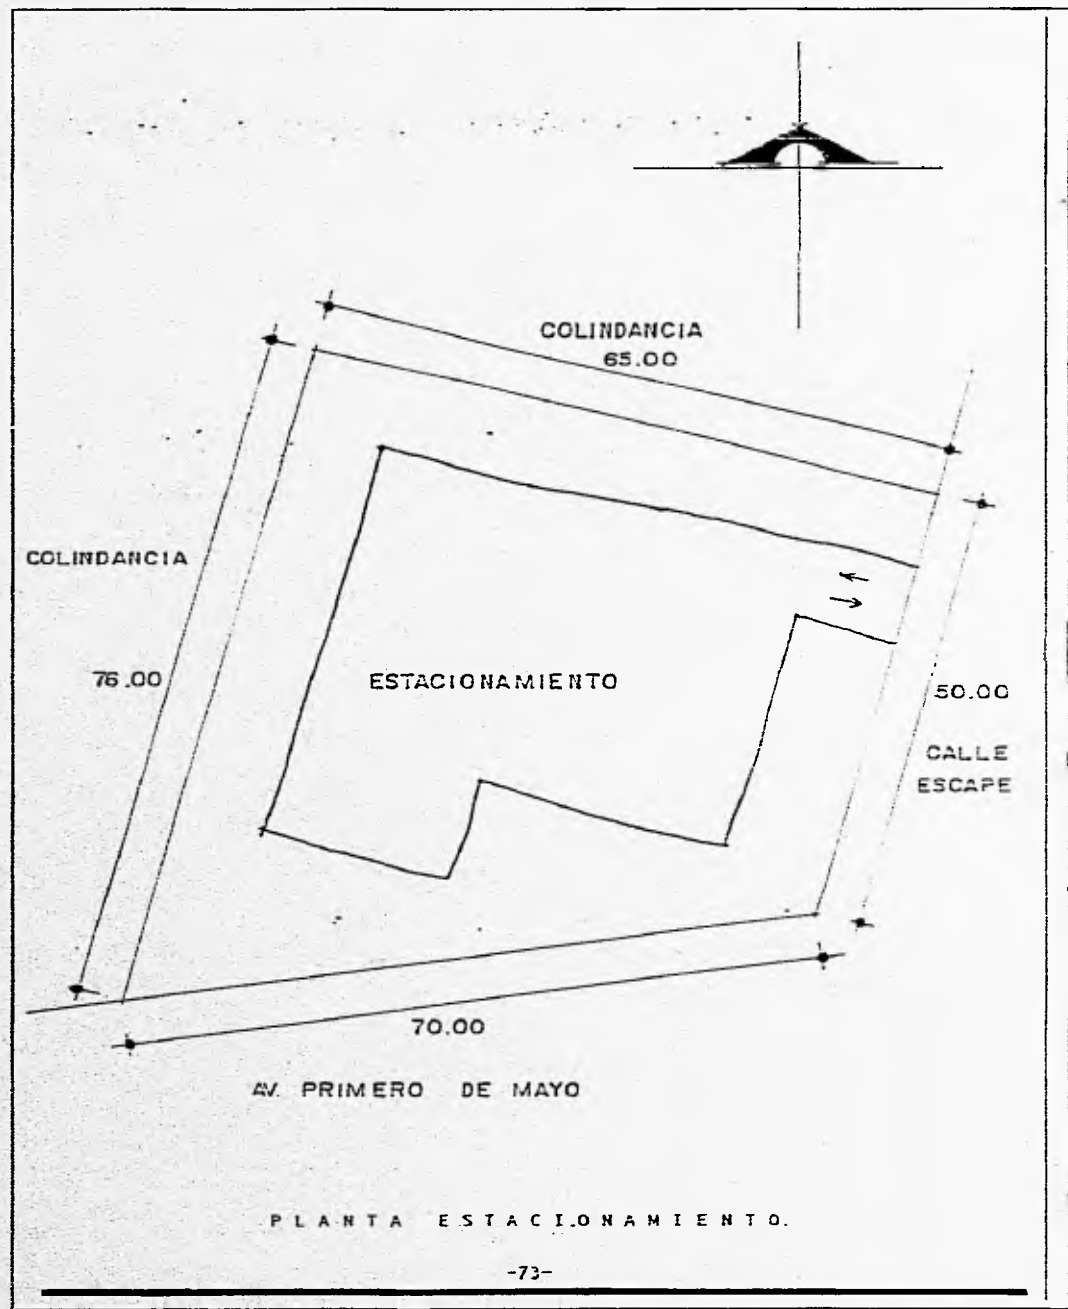 COLINDANCIA
65.00
COLINDANCIA
76.00
ESTACIONAMIENTO
50.00
CALLE
ESCAPE
70.00
AV. PRIMERO DE MAYO
PLANTA ESTACIONAMIENTO.
-73-